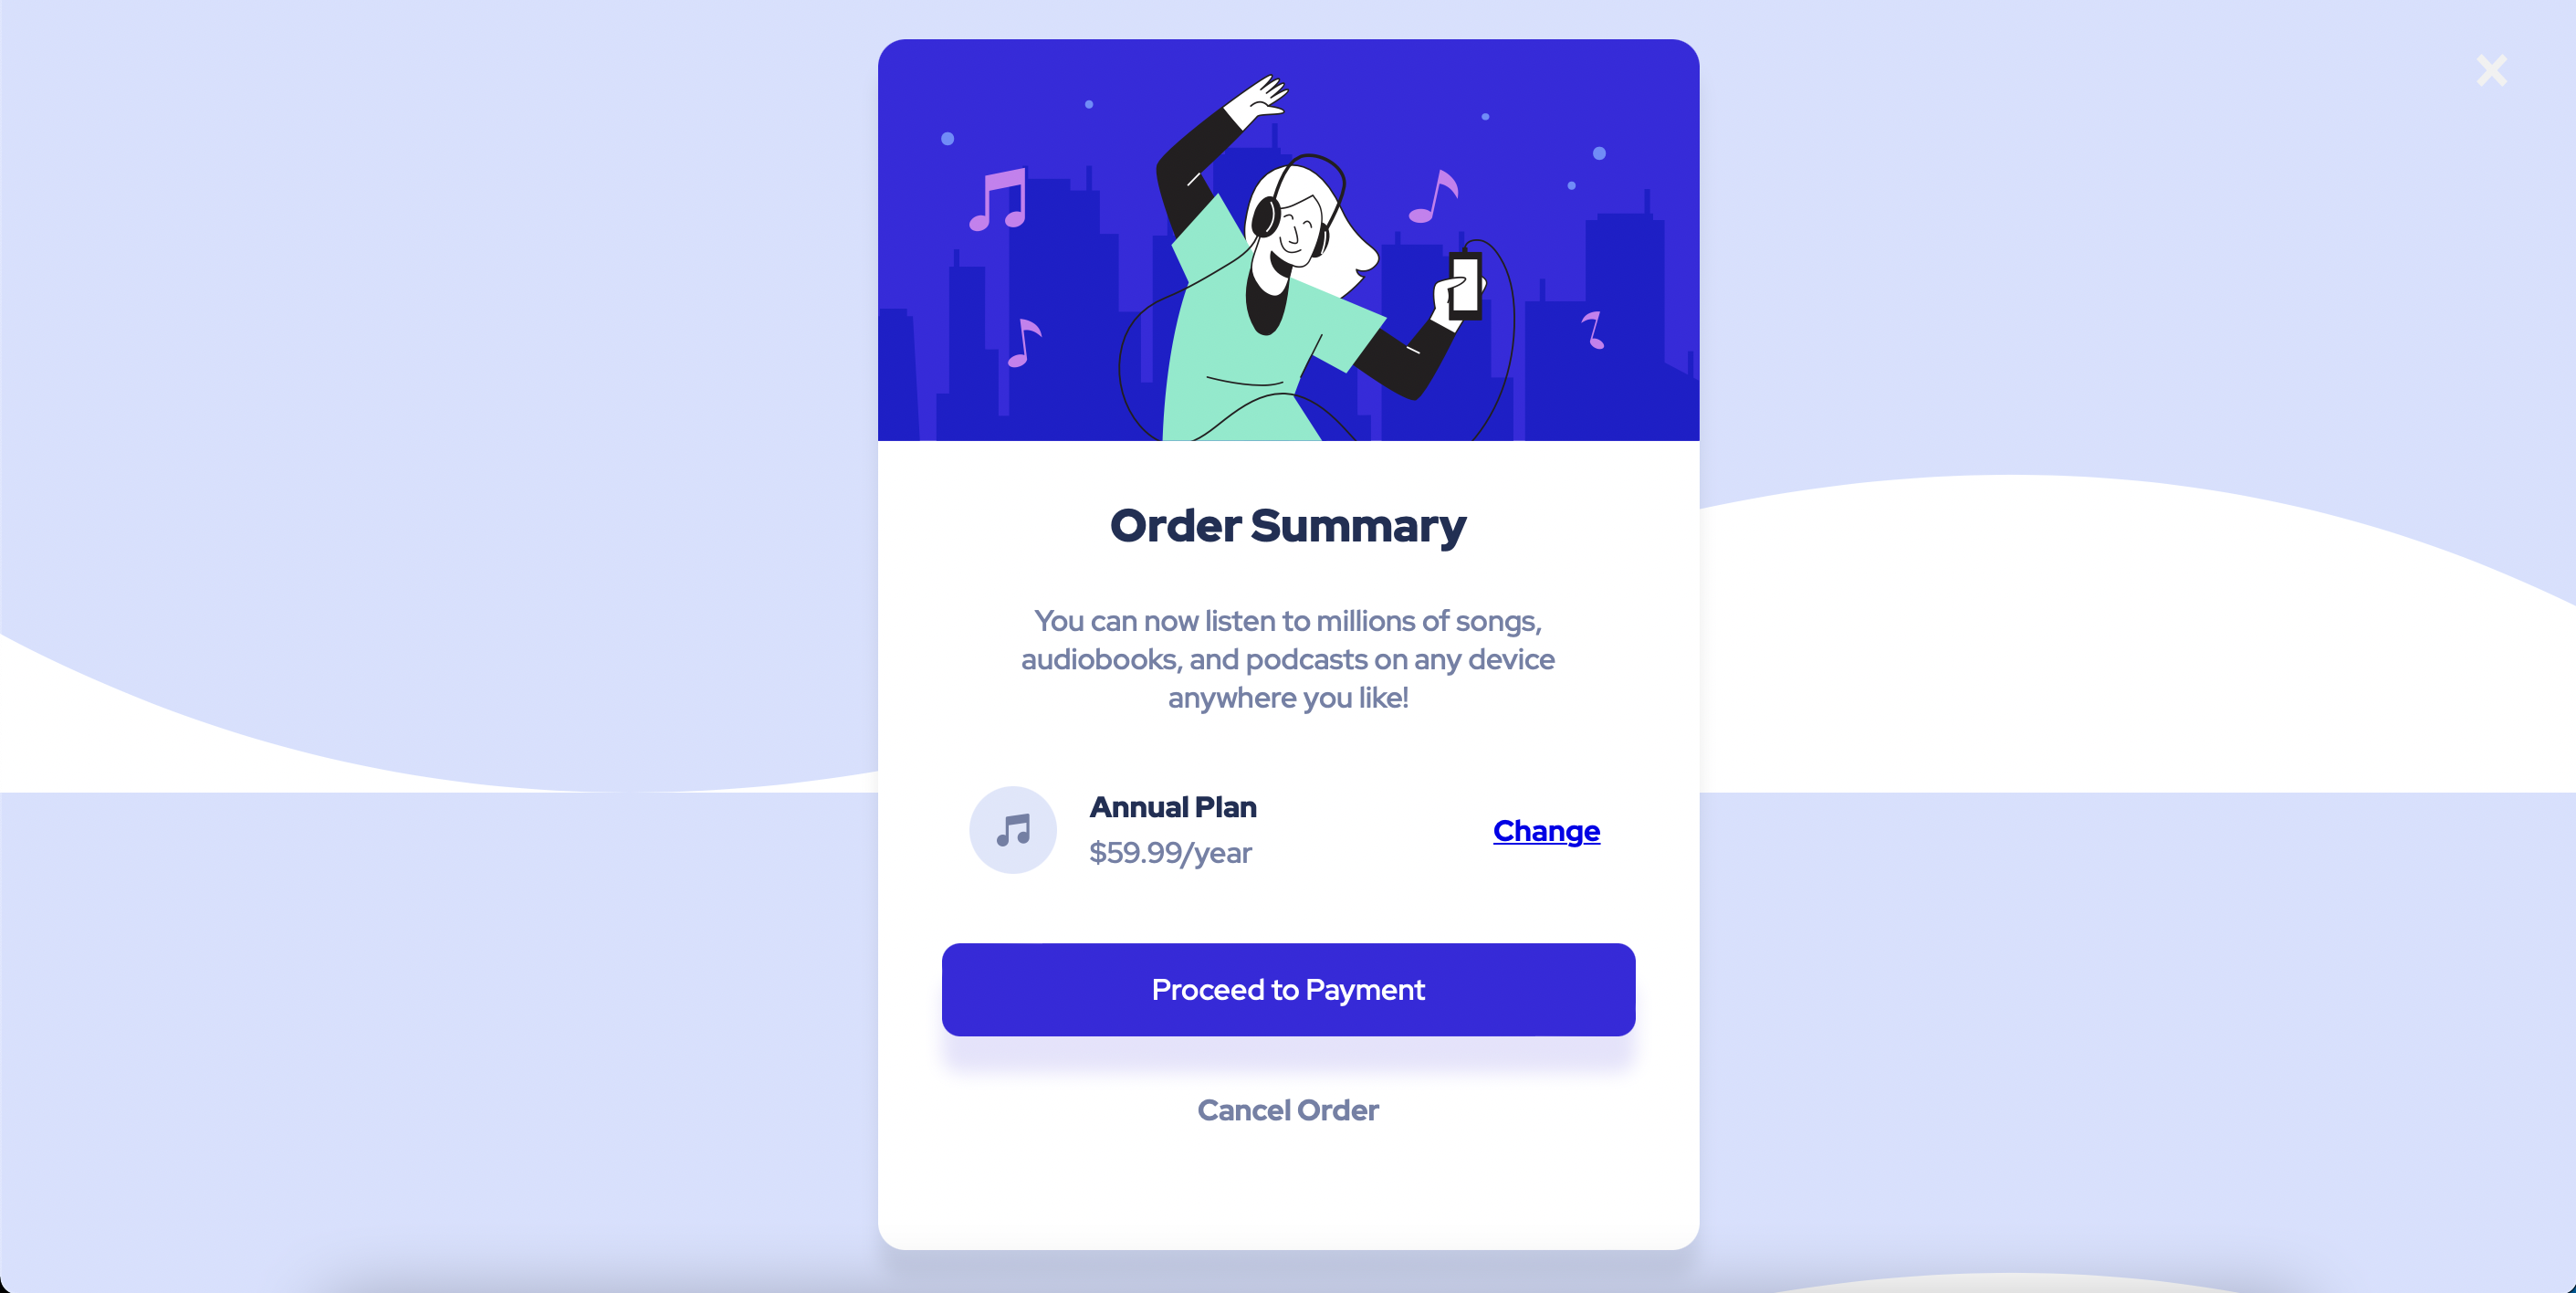 Order Summary
You can now listen to millions of songs,
audiobooks, and podcasts on any device
anywhere you like!
Annual Plan
$59.99/year
Change
Proceed to Payment
Cancel Order